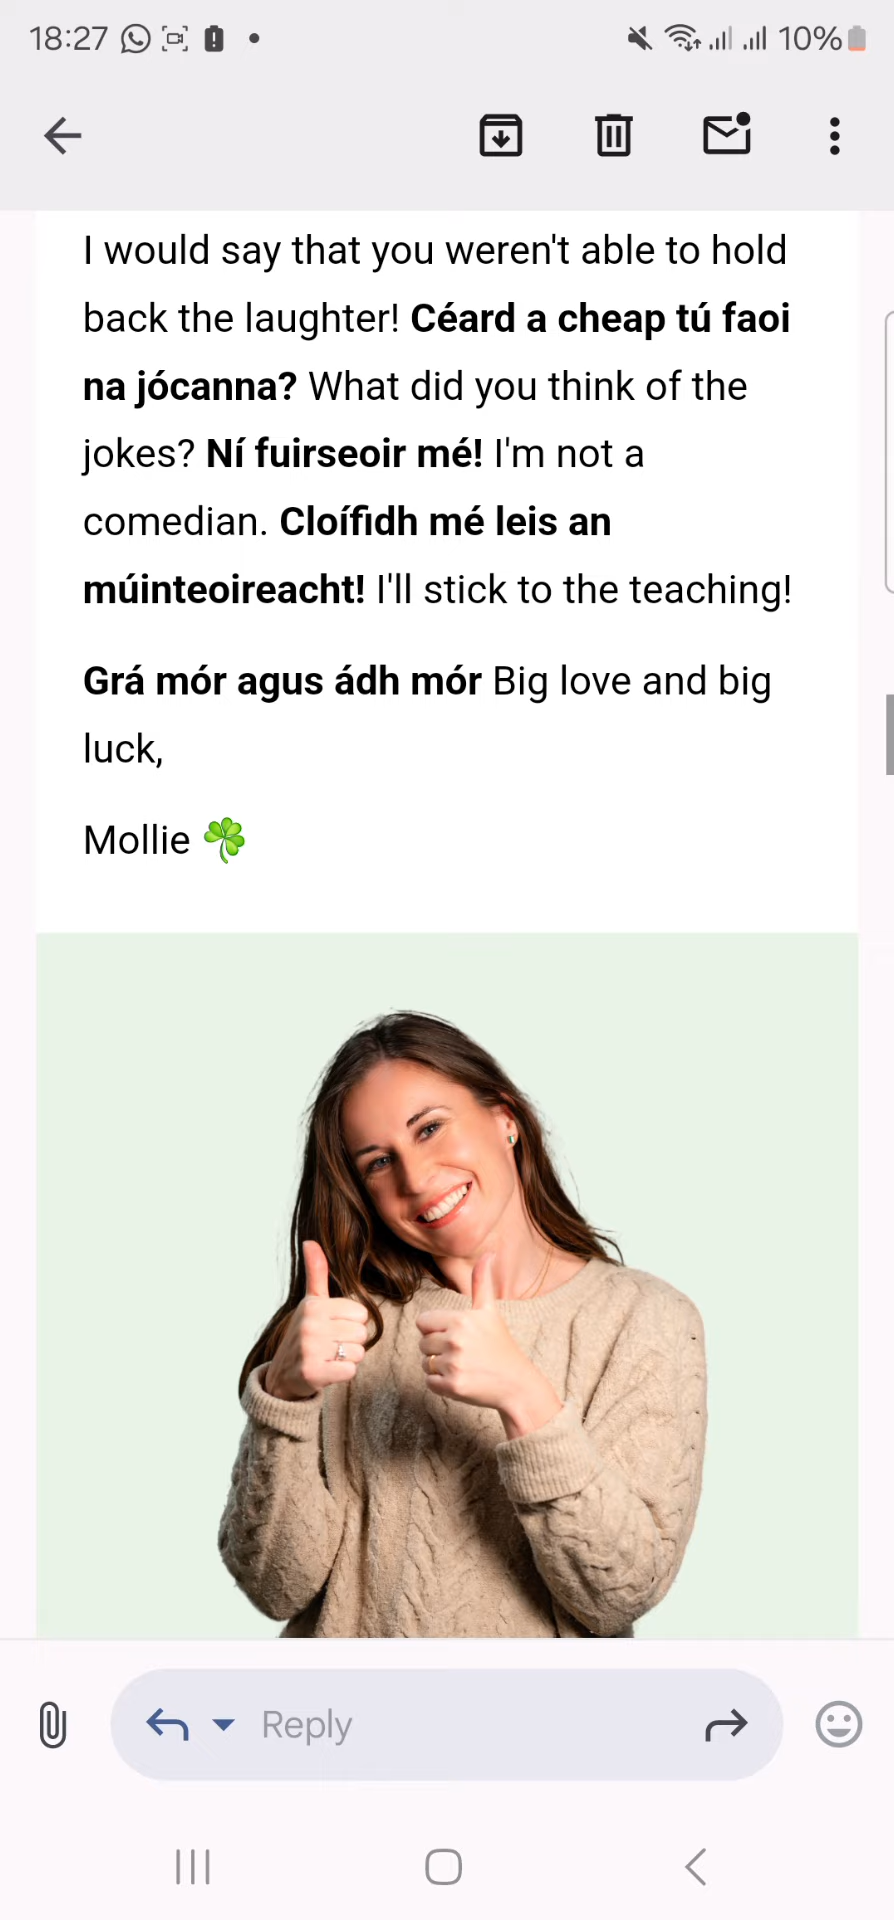 18:27
10%
I would say that you weren't able to hold
back the laughter! Céard a cheap tú faoi
na jócanna? What did you think of the
jokes? Ní fuirseoir mé! I'm not a
comedian. Cloífidh mé leis an
múinteoireacht! I'll stick to the teaching!
Grá mór agus ádh mór Big love and big
luck,
Mollie ☘️
Reply